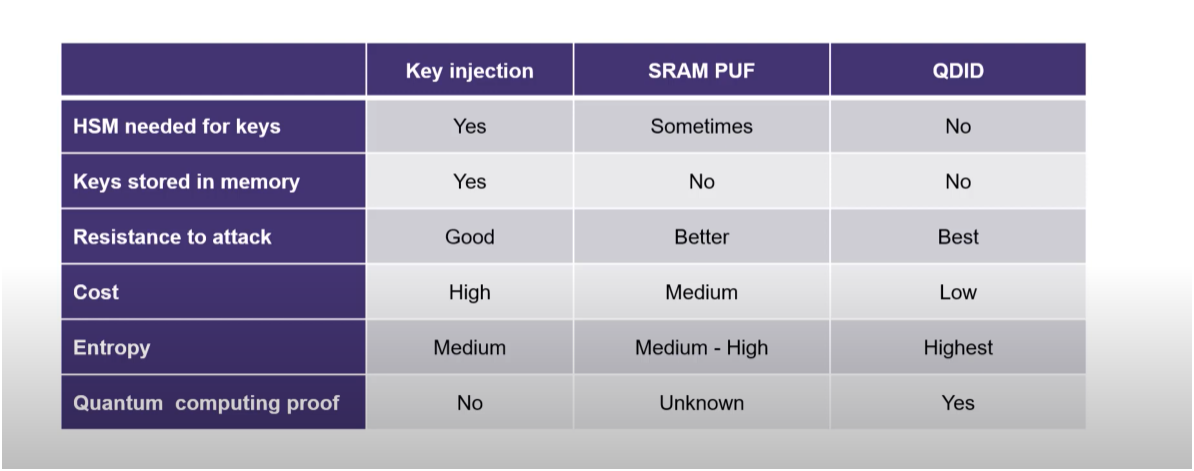 Key injection SRAM PUF QDID
HSM needed for keys Yes Sometimes No
Keys stored in memory Yes No No
Resistance to attack Good Better Best
Cost High Medium Low
Entropy Medium Medium - High Highest
Quantum computing proof No Unknown Yes